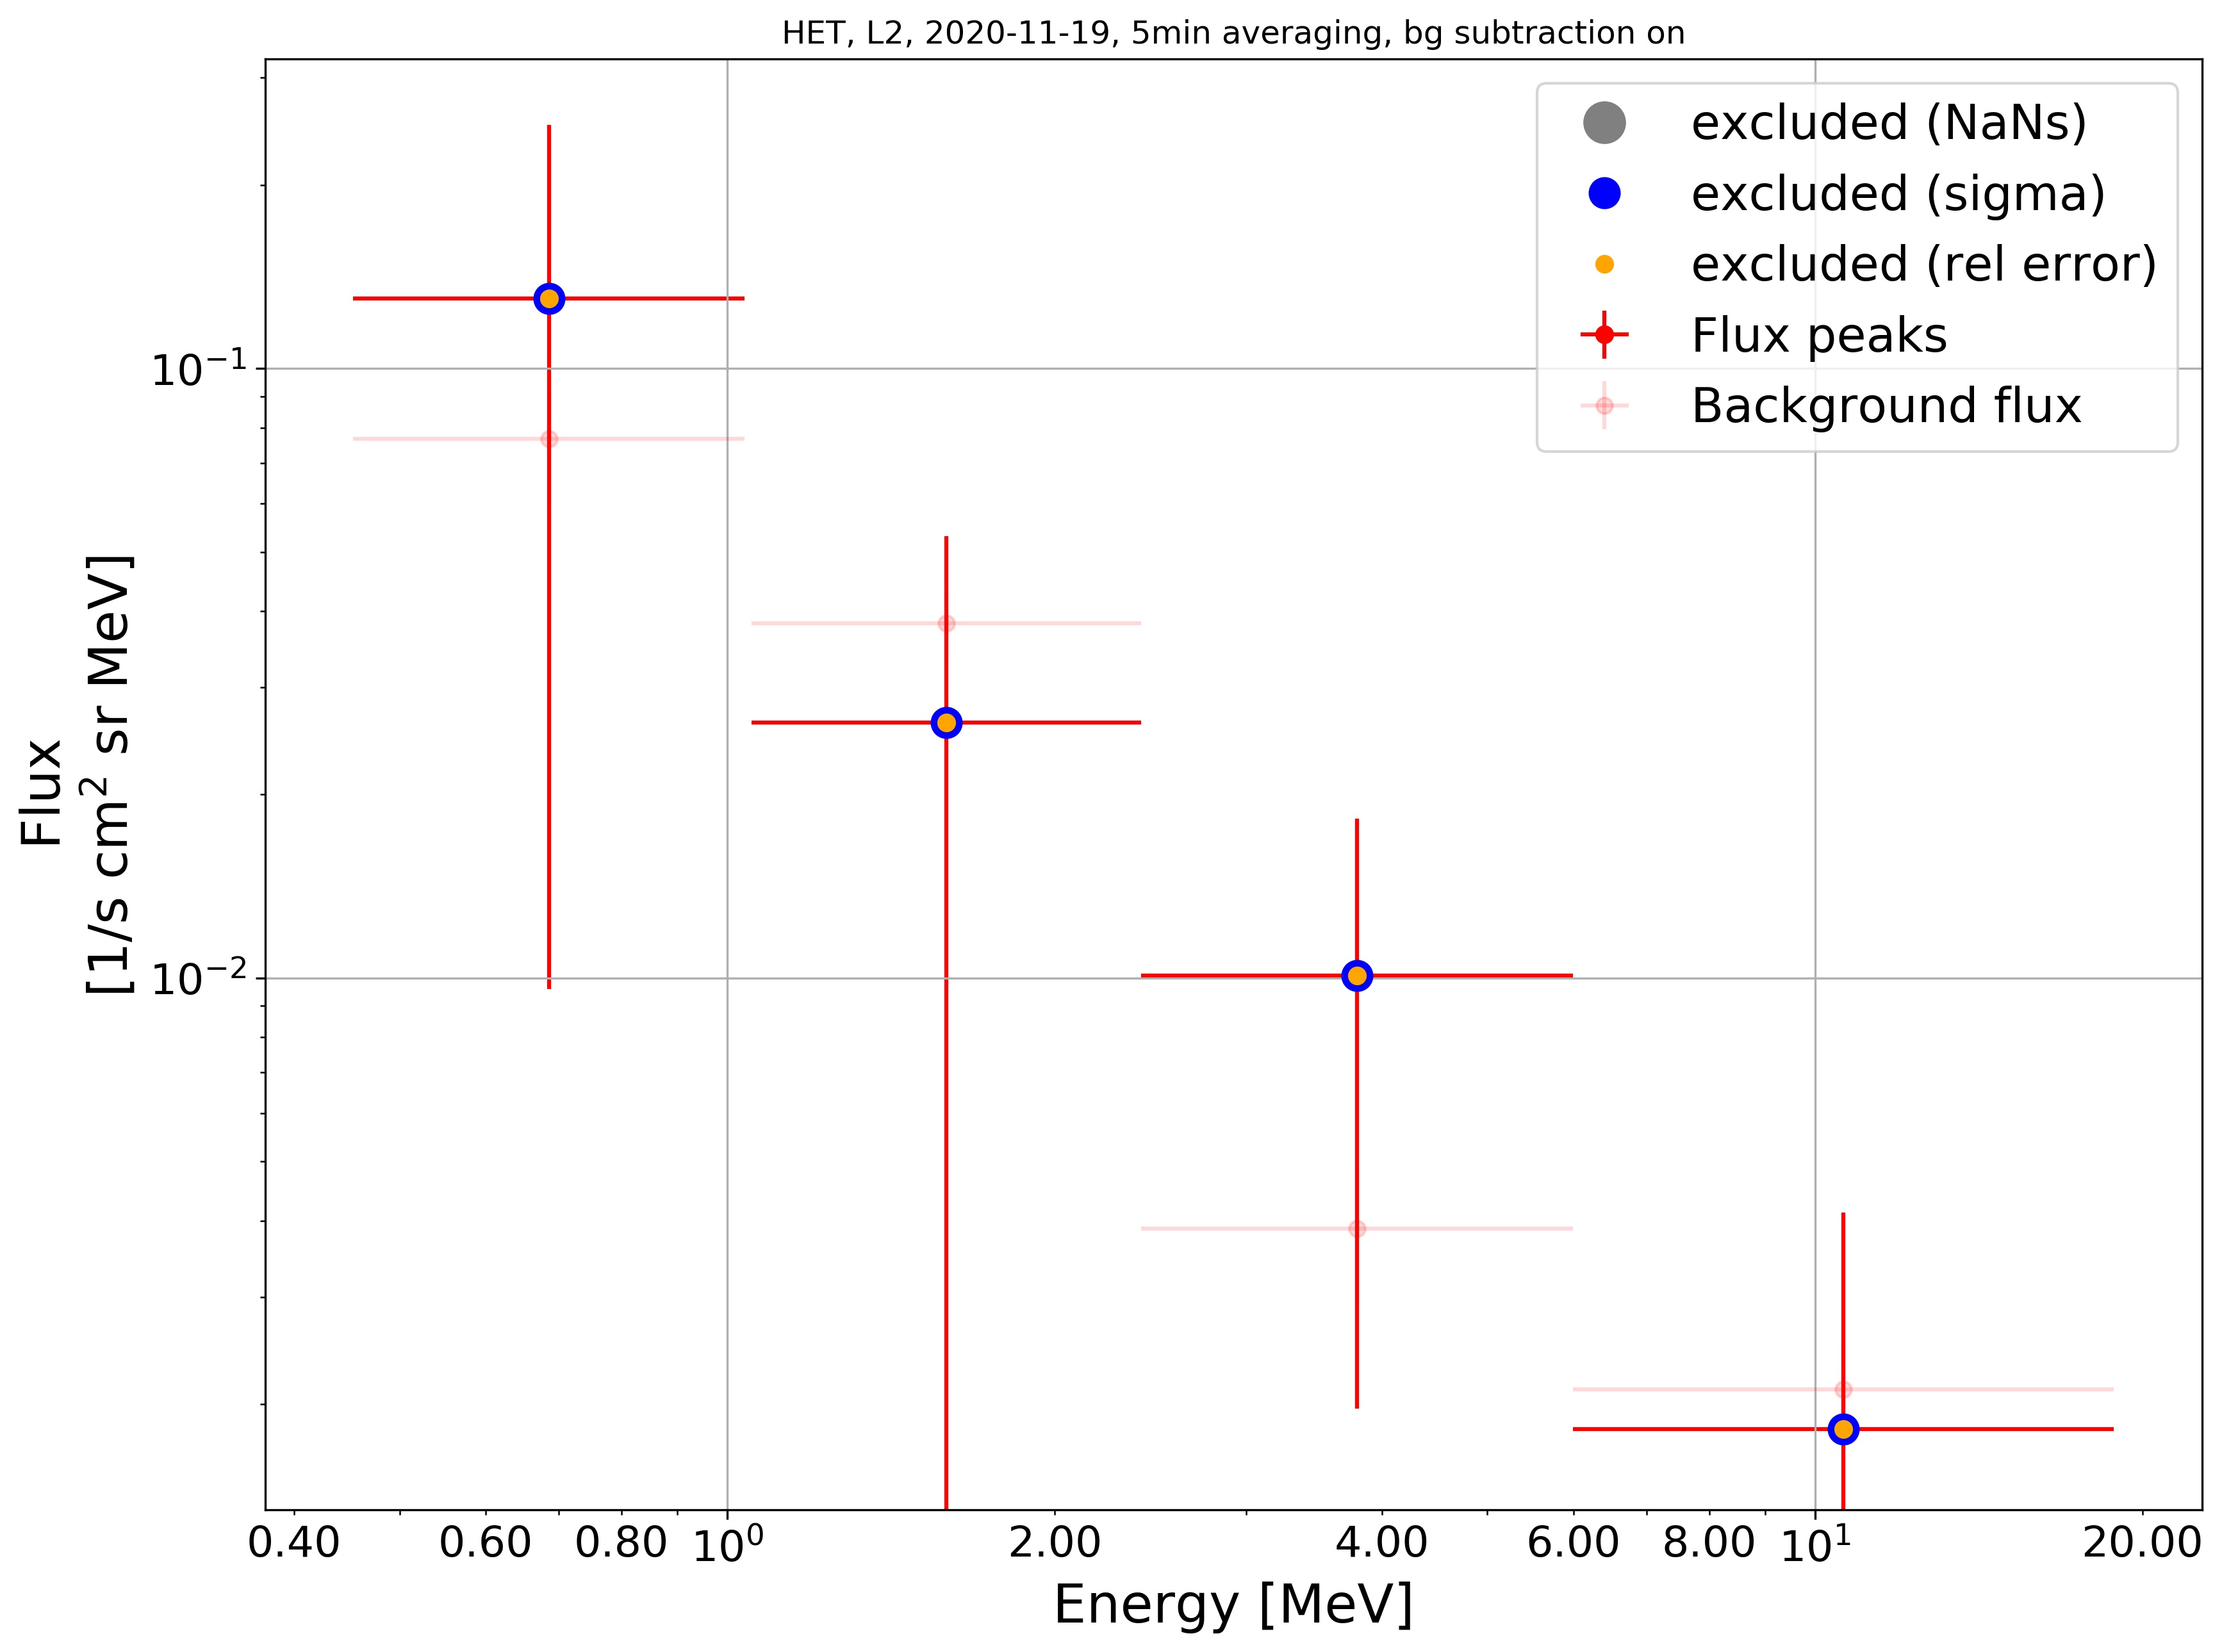 HET, L2, 2020-11-19, 5min averaging, bg subtraction on
excluded (NaNs)
excluded (sigma)
excluded (rel error)
Flux peaks
Background flux
Flux
[1/s cm² sr MeV]
10⁻¹
10⁻²
0.40 0.60 0.80 10⁰ 2.00 4.00 6.00 8.00 10¹ 20.00
Energy [MeV]